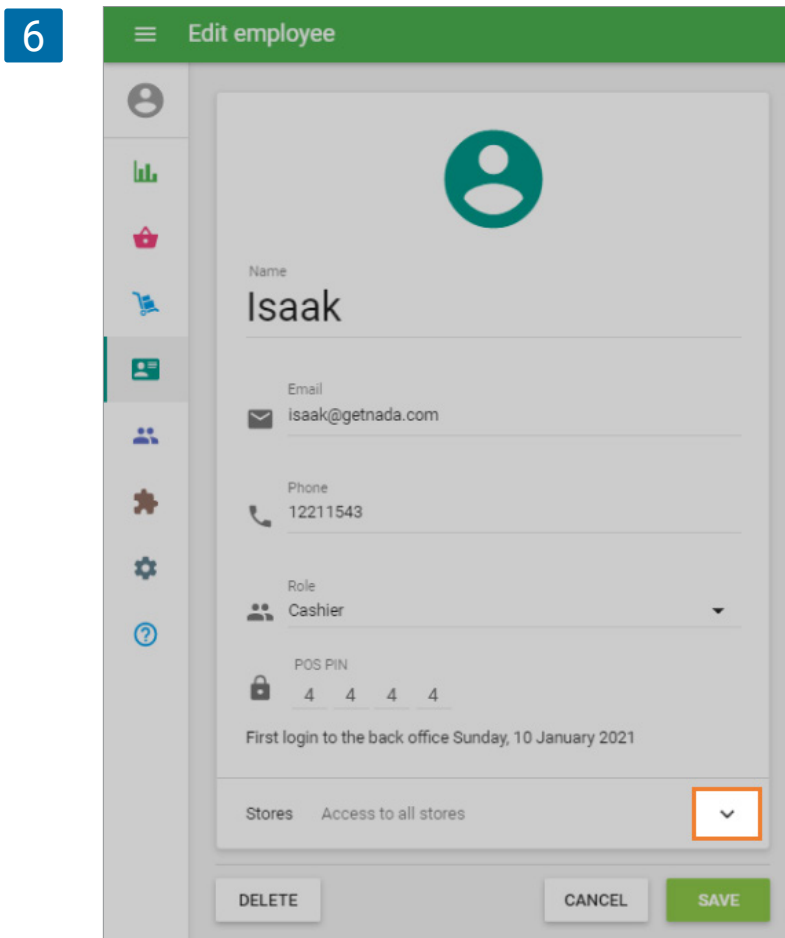 6
Edit employee
Name
Isaak
Email
isaak@getnada.com
Phone
12211543
Role
Cashier
POS PIN
4 4 4 4
First login to the back office Sunday, 10 January 2021
Stores Access to all stores
DELETE CANCEL SAVE